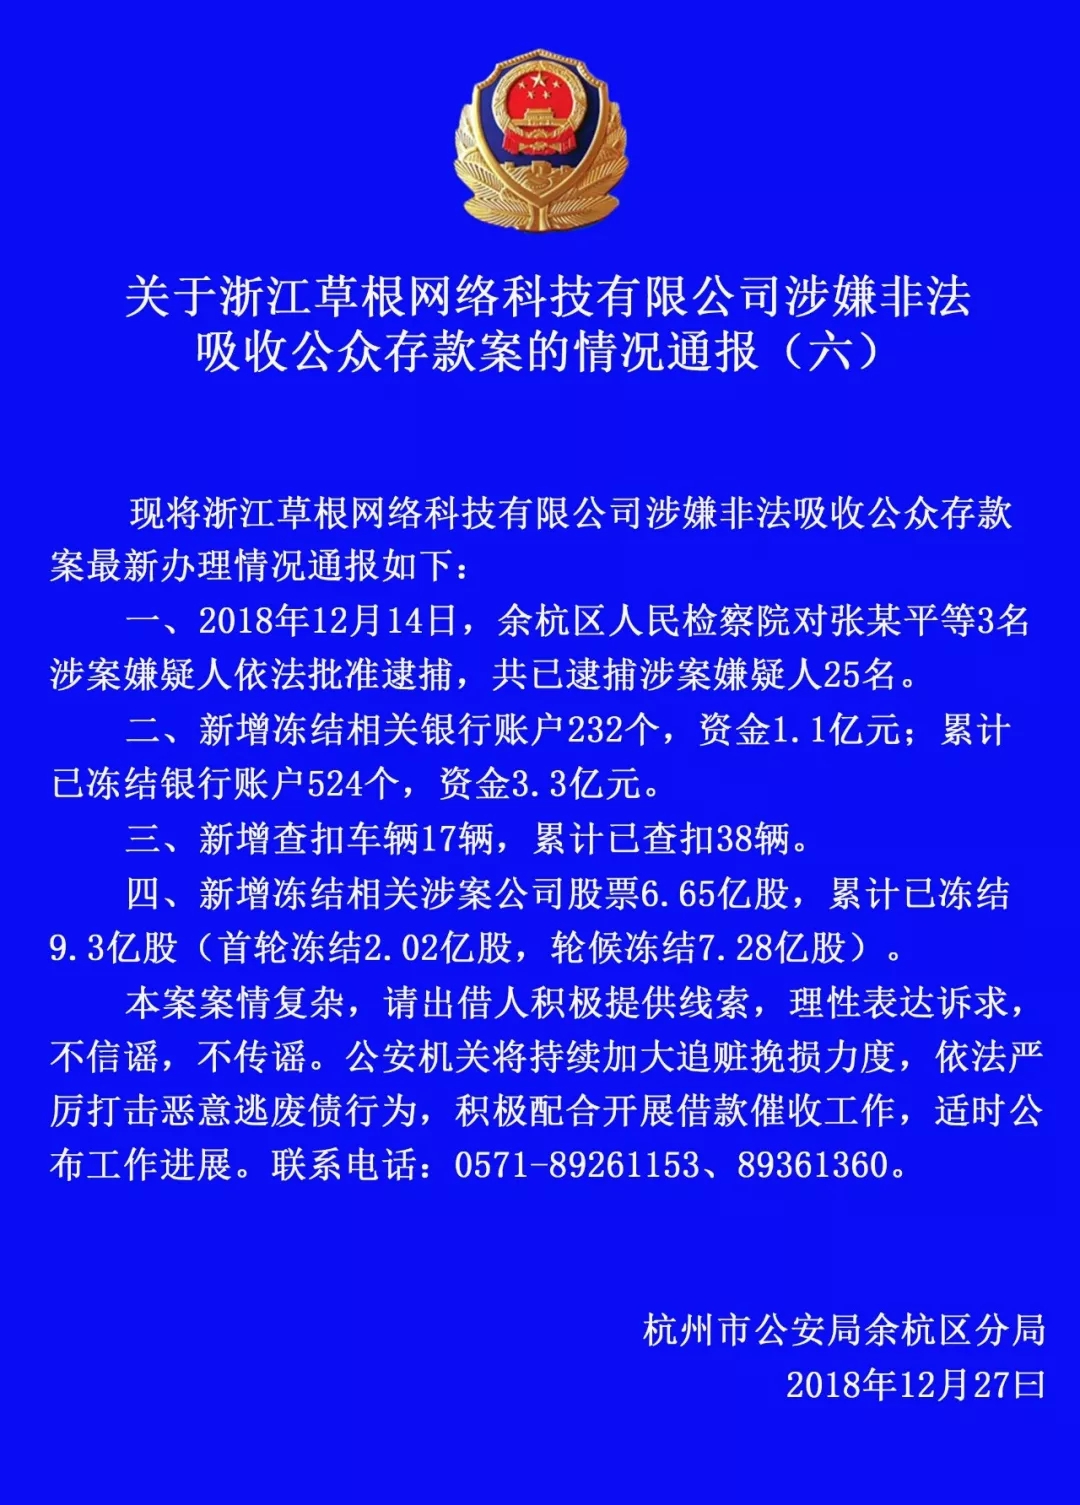 关于浙江草根网络科技有限公司涉嫌非法
吸收公众存款案的情况通报（六）
现将浙江草根网络科技有限公司涉嫌非法吸收公众存款
案最新办理情况通报如下：
一、2018年12月14日，余杭区人民检察院对张某平等3名
涉案嫌疑人依法批准逮捕，共已逮捕涉案嫌疑人25名。
二、新增冻结相关银行账户232个，资金1.1亿元；累计
已冻结银行账户524个，资金3.3亿元。
三、新增查扣车辆17辆，累计已查扣38辆。
四、新增冻结相关涉案公司股票6.65亿股，累计已冻结
9.3亿股（首轮冻结2.02亿股，轮候冻结7.28亿股）。
本案案情复杂，请出借人积极提供线索，理性表达诉求，
不信谣，不传谣。公安机关将持续加大追赃挽损力度，依法严
厉打击恶意逃废债行为，积极配合开展借款催收工作，适时公
布工作进展。联系电话：0571-89261153、89361360。
杭州市公安局余杭区分局
2018年12月27日